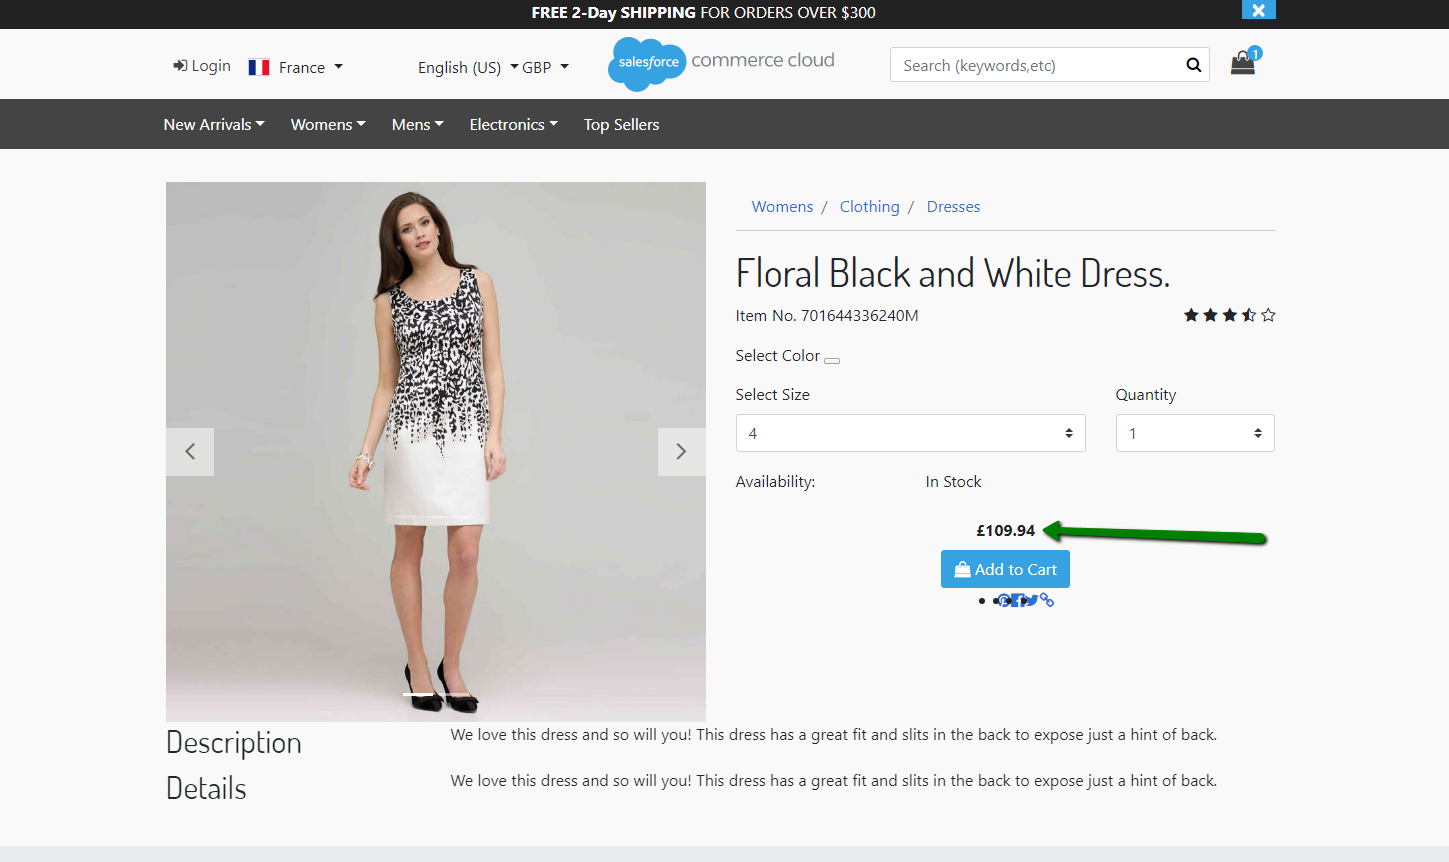 FREE 2-Day SHIPPING FOR ORDERS OVER $300
Login France English (US) GBP salesforce commerce cloud Search (keywords,etc) 1
New Arrivals Womens Mens Electronics Top Sellers
Womens / Clothing / Dresses
Floral Black and White Dress.
Item No. 701644336240M
Select Color
Select Size Quantity
4 1
Availability: In Stock
£109.94
Add to Cart
Description We love this dress and so will you! This dress has a great fit and slits in the back to expose just a hint of back.
Details We love this dress and so will you! This dress has a great fit and slits in the back to expose just a hint of back.